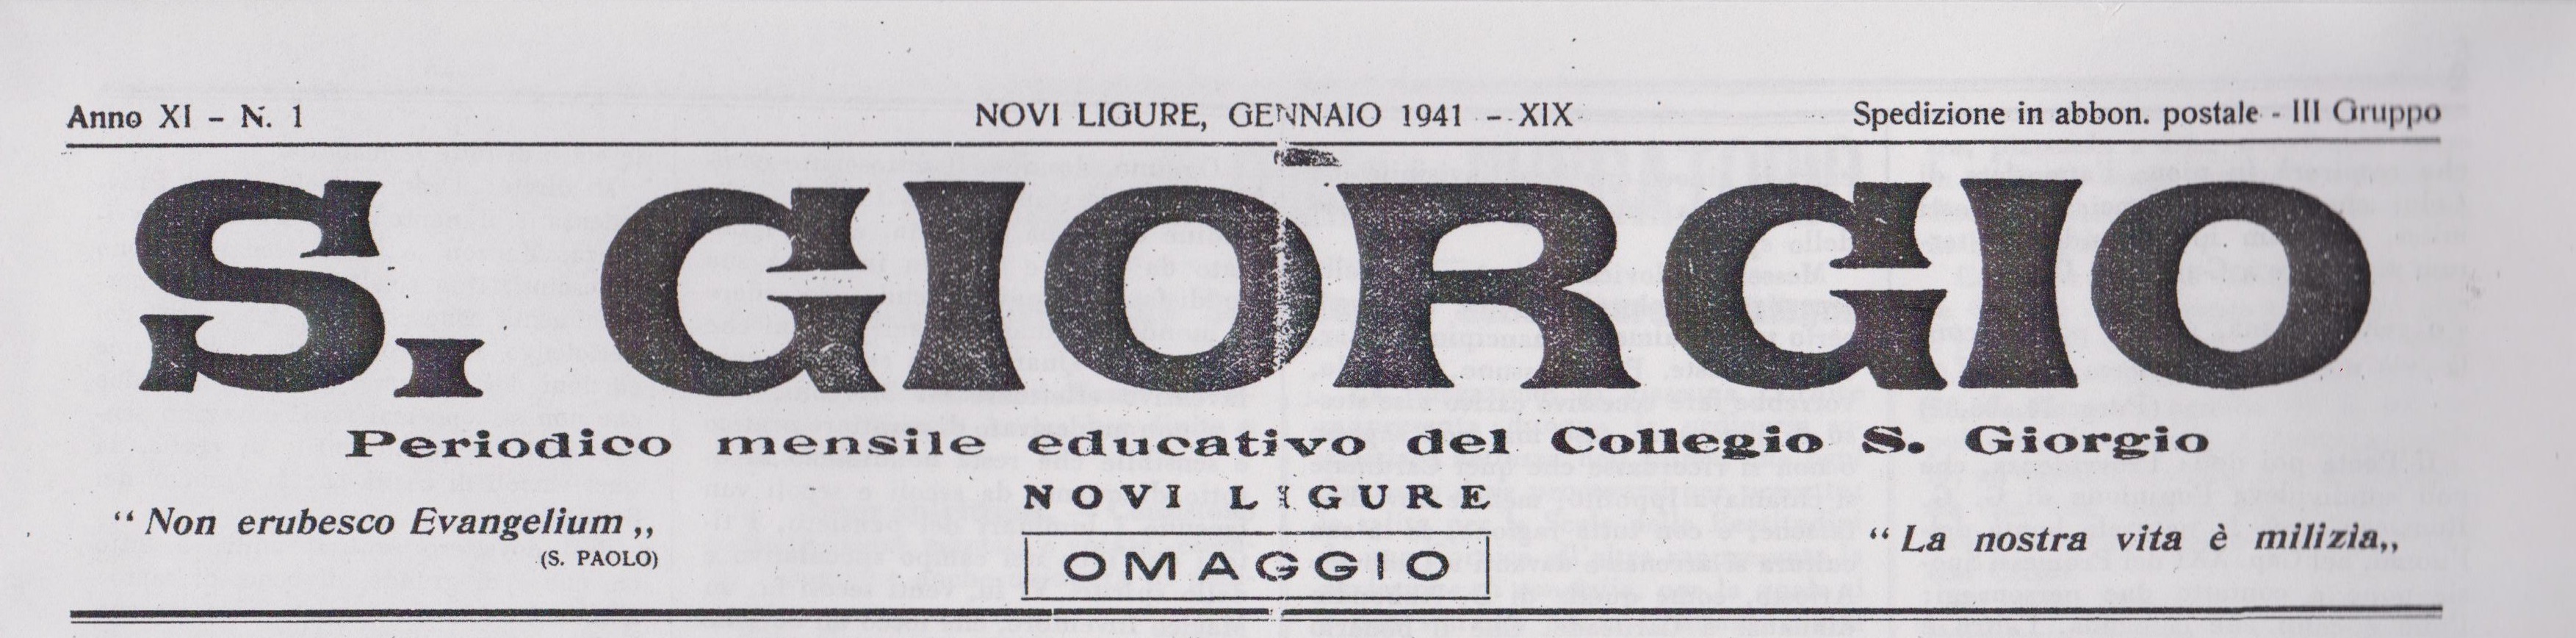 Anno XI - N. 1
NOVI LIGURE, GENNAIO 1941 - XIX
Spedizione in abbon. postale - III Gruppo
S. GIORGIO
Periodico mensile educativo del Collegio S. Giorgio
NOVI LIGURE
“ Non erubesco Evangelium „
(S. PAOLO)
“ La nostra vita è milizia„
OMAGGIO